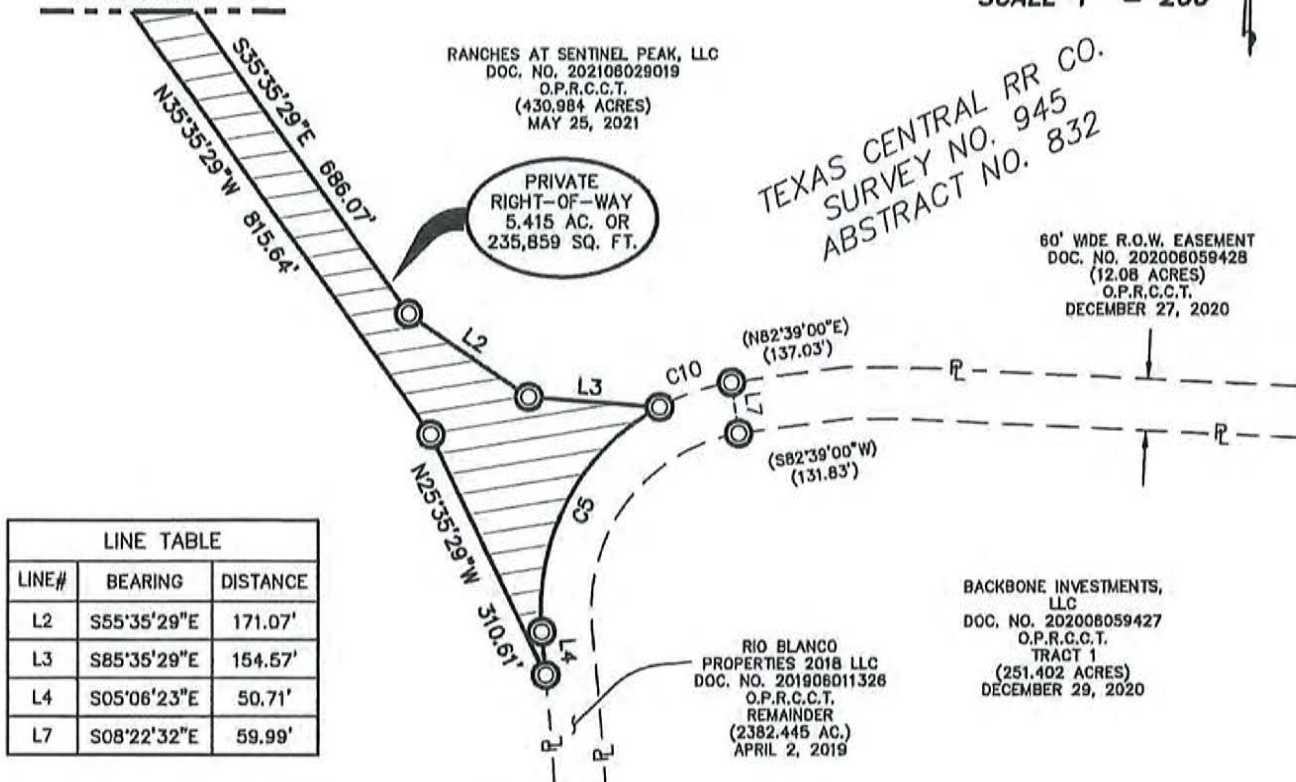 SCALE 1" = 200'
S35°35'29"E 686.07'
N35°35'29"W 815.64'
RANCHES AT SENTINEL PEAK, LLC
DOC. NO. 202106029019
O.P.R.C.C.T.
(430.984 ACRES)
MAY 25, 2021
TEXAS CENTRAL RR CO.
SURVEY NO. 945
ABSTRACT NO. 832
PRIVATE
RIGHT-OF-WAY
5.415 AC. OR
235,859 SQ. FT.
60' WIDE R.O.W. EASEMENT
DOC. NO. 202006059428
(12.08 ACRES)
O.P.R.C.C.T.
DECEMBER 27, 2020
L2
L3
C10
(N82°39'00"E)
(137.03')
L7
PL
PL
(S82°39'00"W)
(131.83')
C5
N25°35'29"W 310.61'
L4
LINE TABLE
LINE# BEARING DISTANCE
L2 S55°35'29"E 171.07'
L3 S85°35'29"E 154.57'
L4 S05°06'23"E 50.71'
L7 S08°22'32"E 59.99'
RIO BLANCO
PROPERTIES 2018 LLC
DOC. NO. 201906011326
O.P.R.C.C.T.
REMAINDER
(2382.445 AC.)
APRIL 2, 2019
BACKBONE INVESTMENTS,
LLC
DOC. NO. 202006059427
O.P.R.C.C.T.
TRACT 1
(251.402 ACRES)
DECEMBER 29, 2020
PL
PL